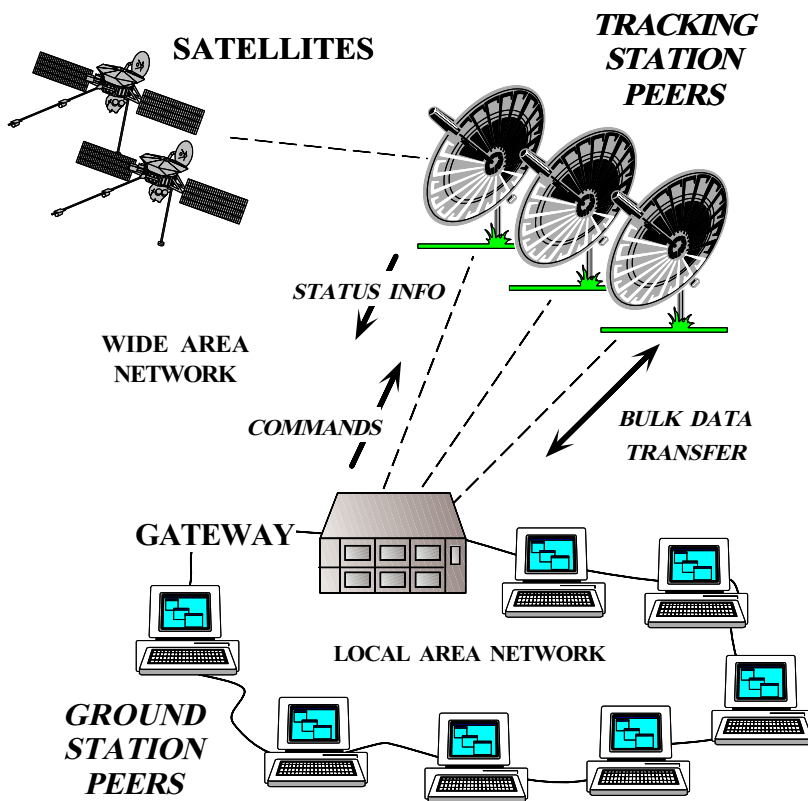 SATELLITES
TRACKING
STATION
PEERS
STATUS INFO
WIDE AREA
NETWORK
COMMANDS
BULK DATA
TRANSFER
GATEWAY
LOCAL AREA NETWORK
GROUND
STATION
PEERS